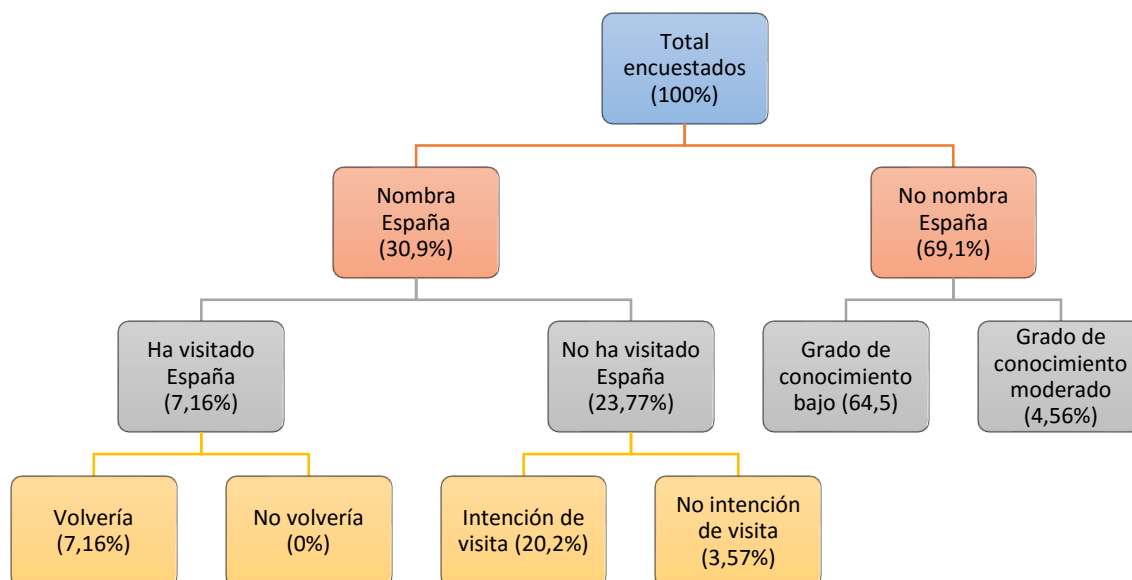 Total
encuestados
(100%)
Nombra
España
(30,9%)
No nombra
España
(69,1%)
Ha visitado
España
(7,16%)
No ha visitado
España
(23,77%)
Grado de
conocimiento
bajo (64,5)
Grado de
conocimiento
moderado
(4,56%)
Volvería
(7,16%)
No volvería
(0%)
Intención de
visita (20,2%)
No intención
de visita
(3,57%)